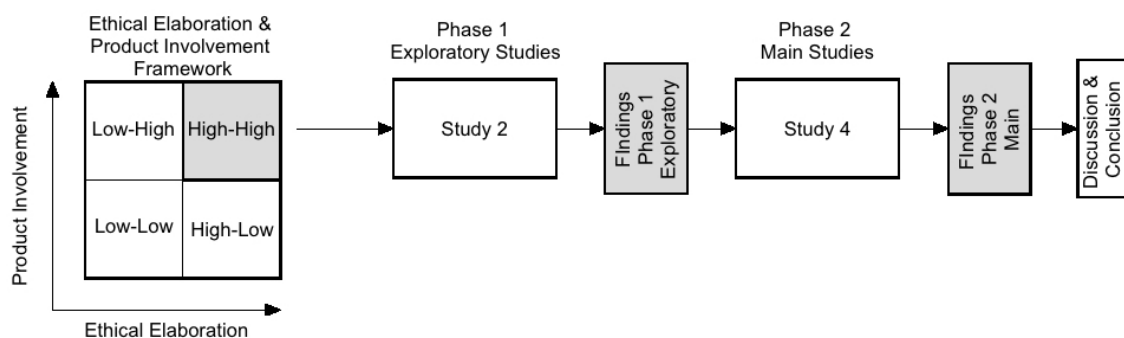 Ethical Elaboration &
Product Involvement
Framework
Product Involvement
Low-High
High-High
Low-Low
High-Low
Ethical Elaboration
Phase 1
Exploratory Studies
Study 2
FIndings
Phase 1
Exploratory
Phase 2
Main Studies
Study 4
FIndings
Phase 2
Main
Discussion &
Conclusion